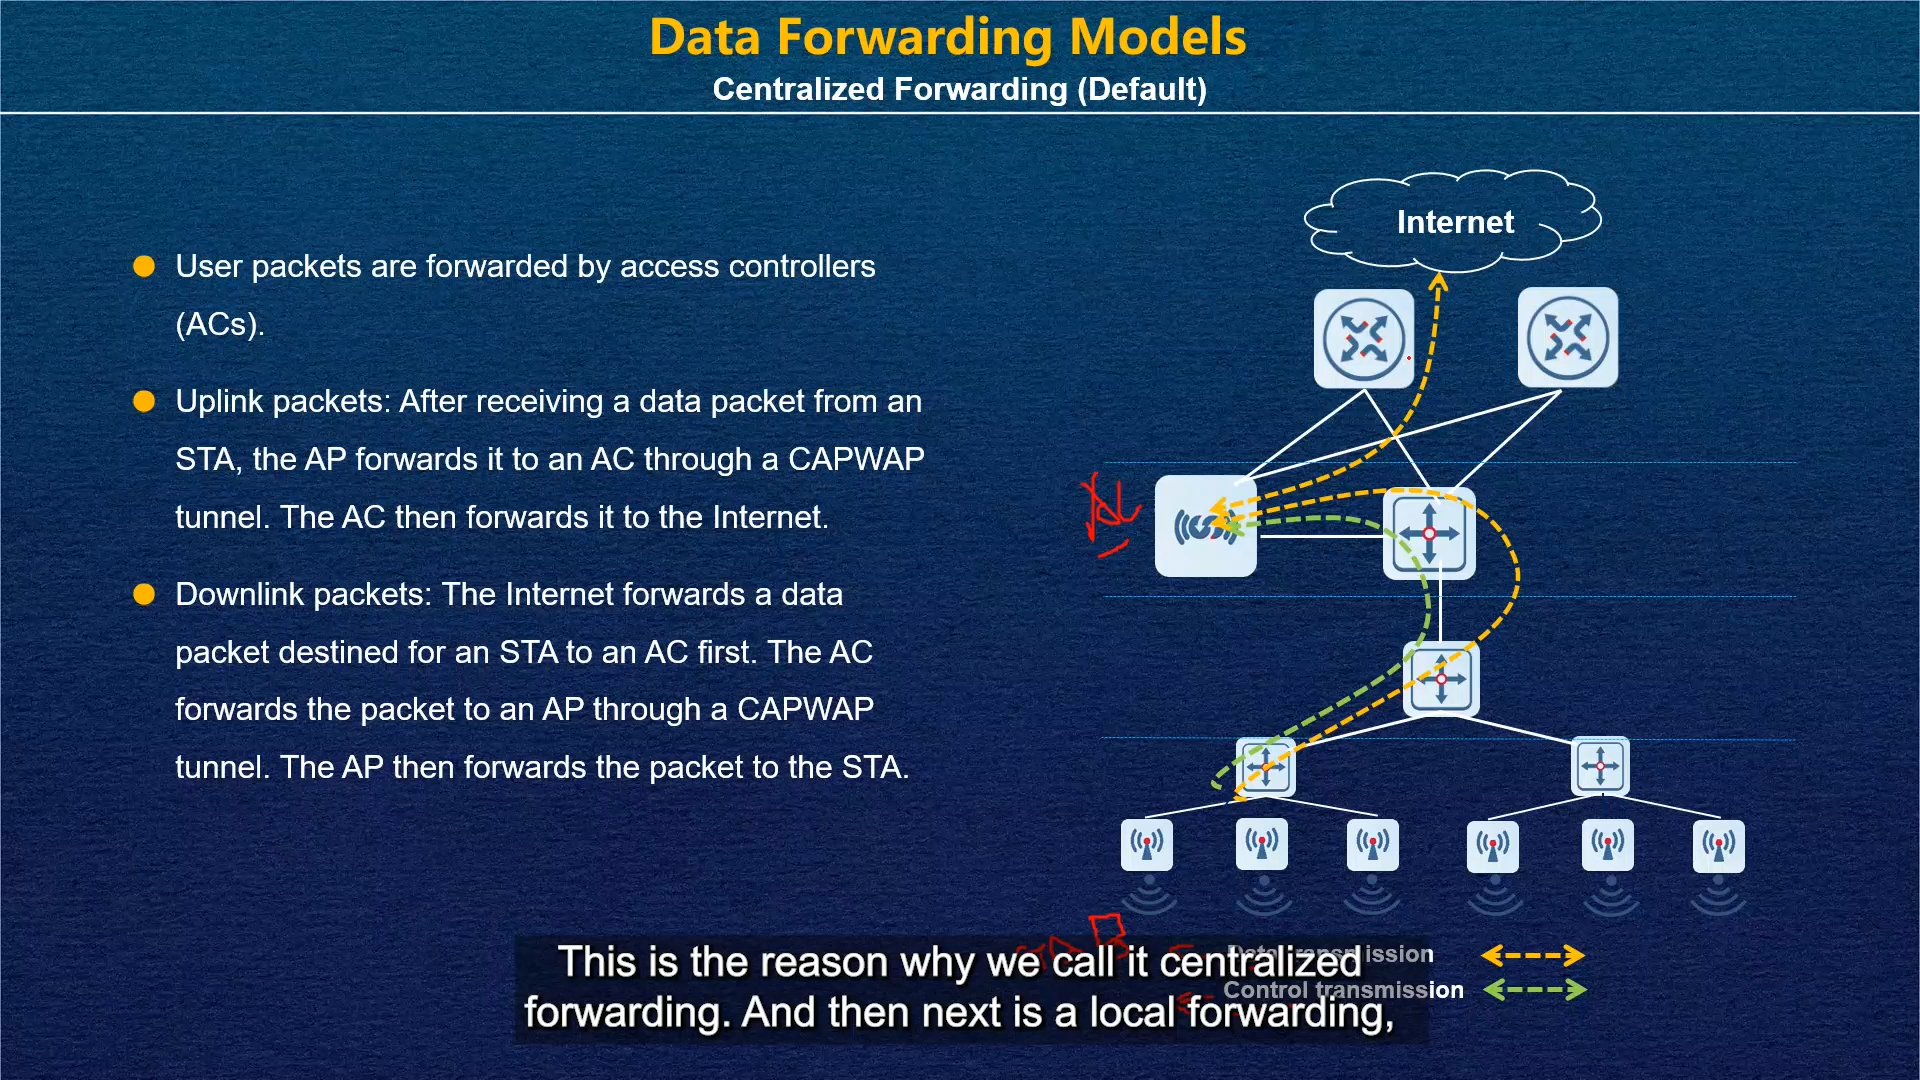 Data Forwarding Models
Centralized Forwarding (Default)
User packets are forwarded by access controllers
(ACs).
Uplink packets: After receiving a data packet from an
STA, the AP forwards it to an AC through a CAPWAP
tunnel. The AC then forwards it to the Internet.
Downlink packets: The Internet forwards a data
packet destined for an STA to an AC first. The AC
forwards the packet to an AP through a CAPWAP
tunnel. The AP then forwards the packet to the STA.
Internet
STA
Data transmission
Control transmission
This is the reason why we call it centralized
forwarding. And then next is a local forwarding,